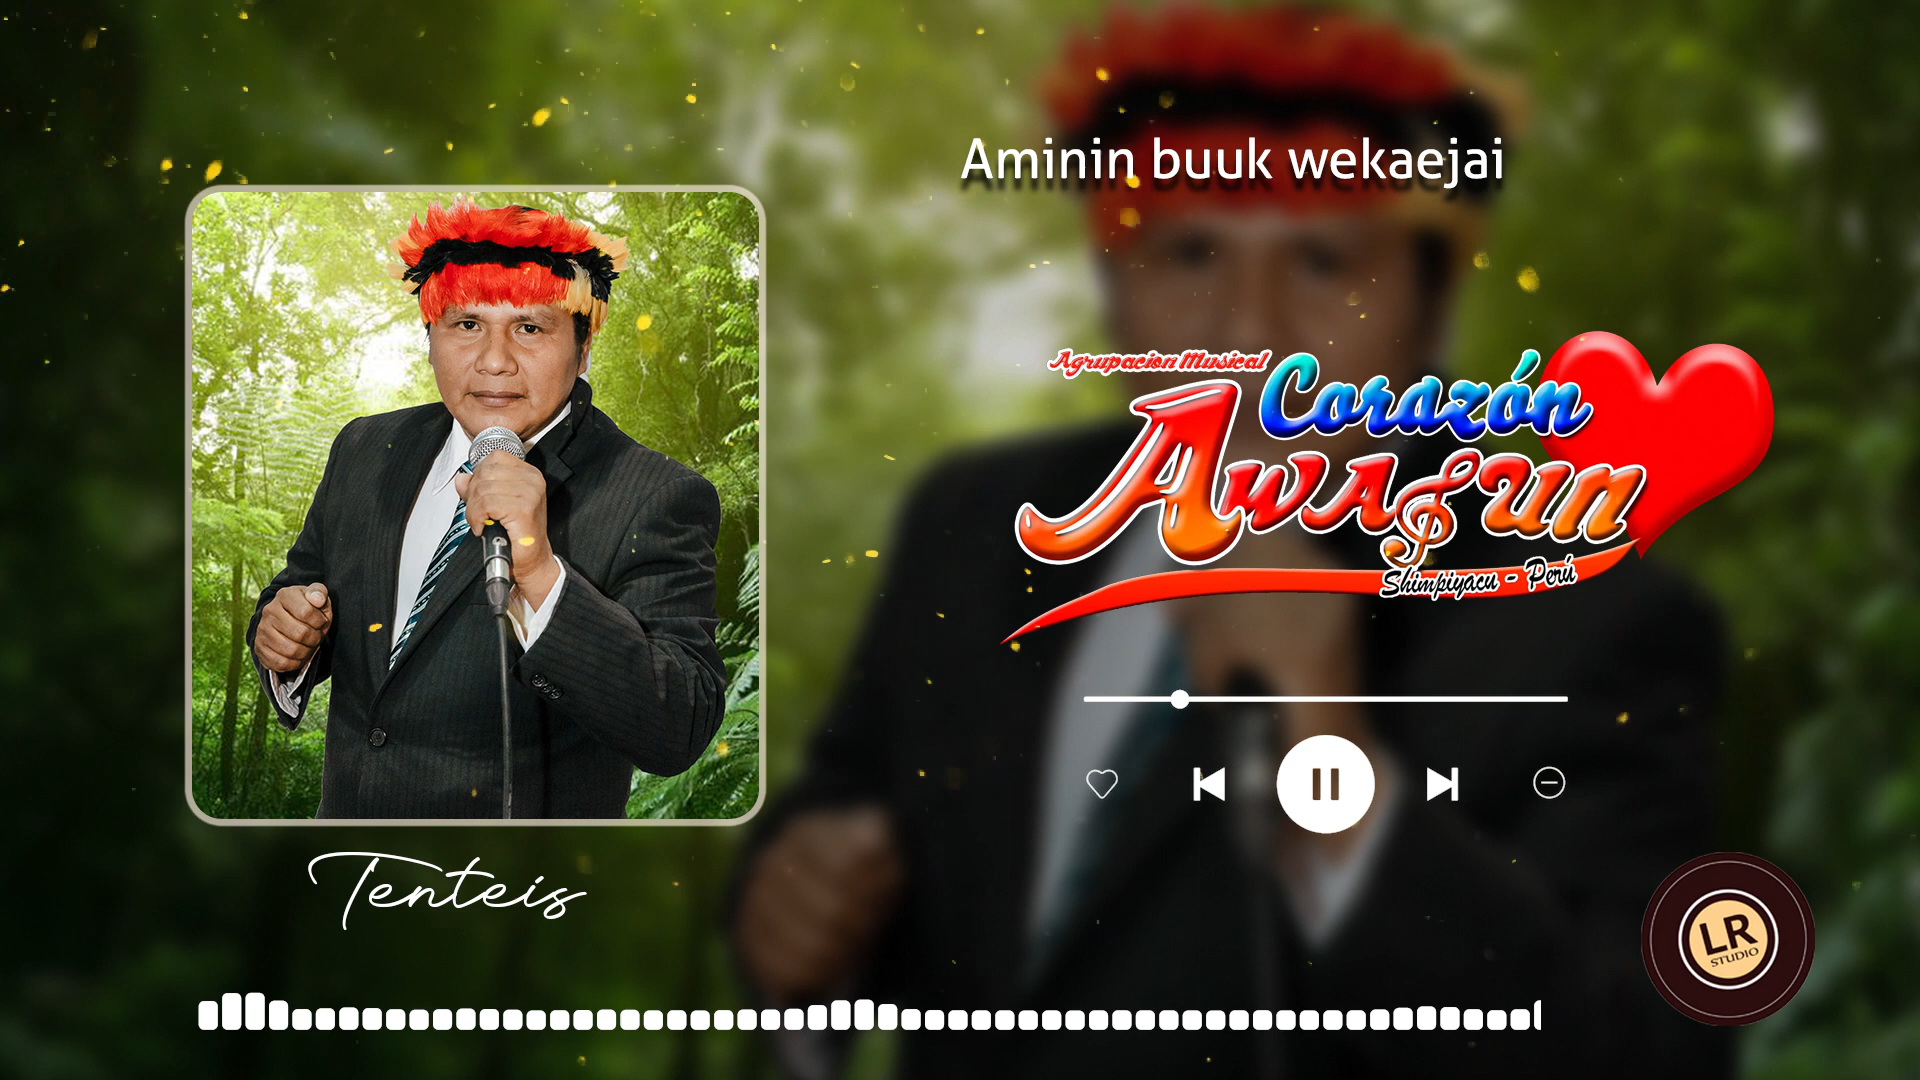 Aminin buuk wekaejai
Agrupacion Musical
Corazón
Awajun
Shimpiyacu - Perú
Tenteis
LR
STUDIO